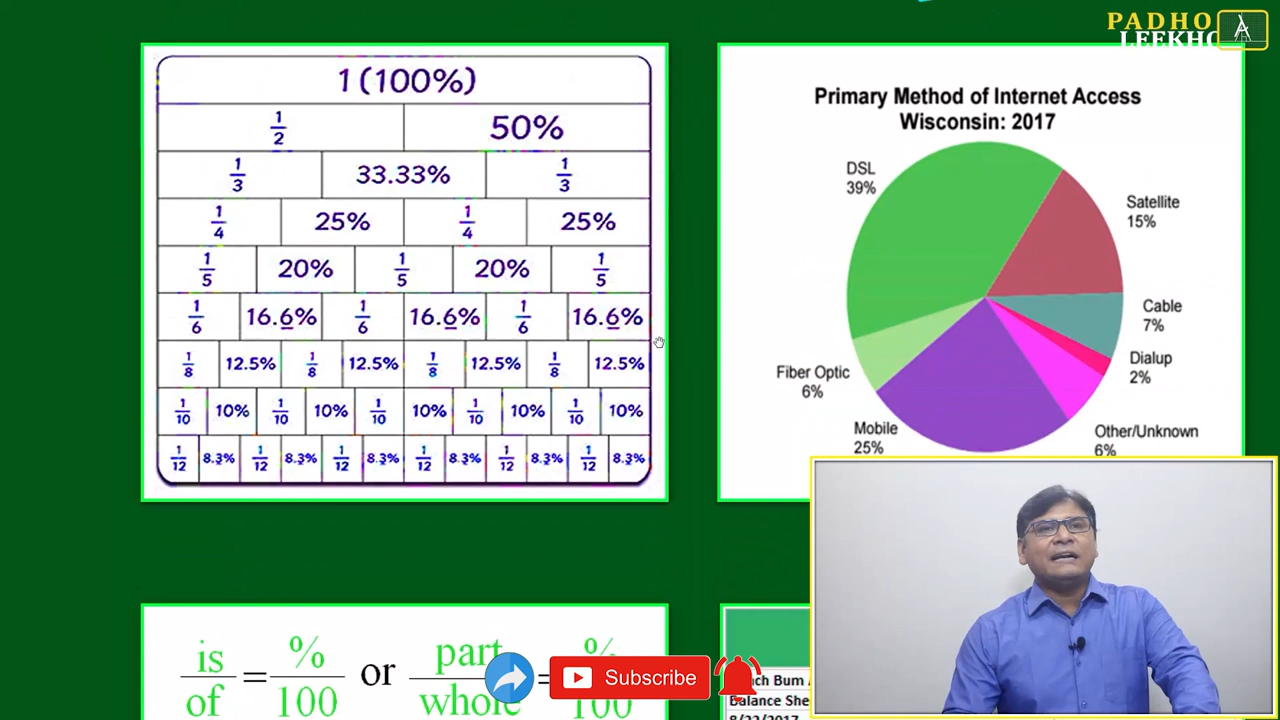 PADHO
LEEKHO
1 (100%)
1/2 50%
1/3 33.33% 1/3
1/4 25% 1/4 25%
1/5 20% 1/5 20% 1/5
1/6 16.6% 1/6 16.6% 1/6 16.6%
1/8 12.5% 1/8 12.5% 1/8 12.5% 1/8 12.5%
1/10 10% 1/10 10% 1/10 10% 1/10 10% 1/10 10%
1/12 8.3% 1/12 8.3% 1/12 8.3% 1/12 8.3% 1/12 8.3% 1/12 8.3%
Primary Method of Internet Access
Wisconsin: 2017
DSL
39%
Satellite
15%
Cable
7%
Dialup
2%
Other/Unknown
6%
Mobile
25%
Fiber Optic
6%
is/of = %/100 or part/whole = %/100
Subscribe
Bum
Balance She
8/22/2017